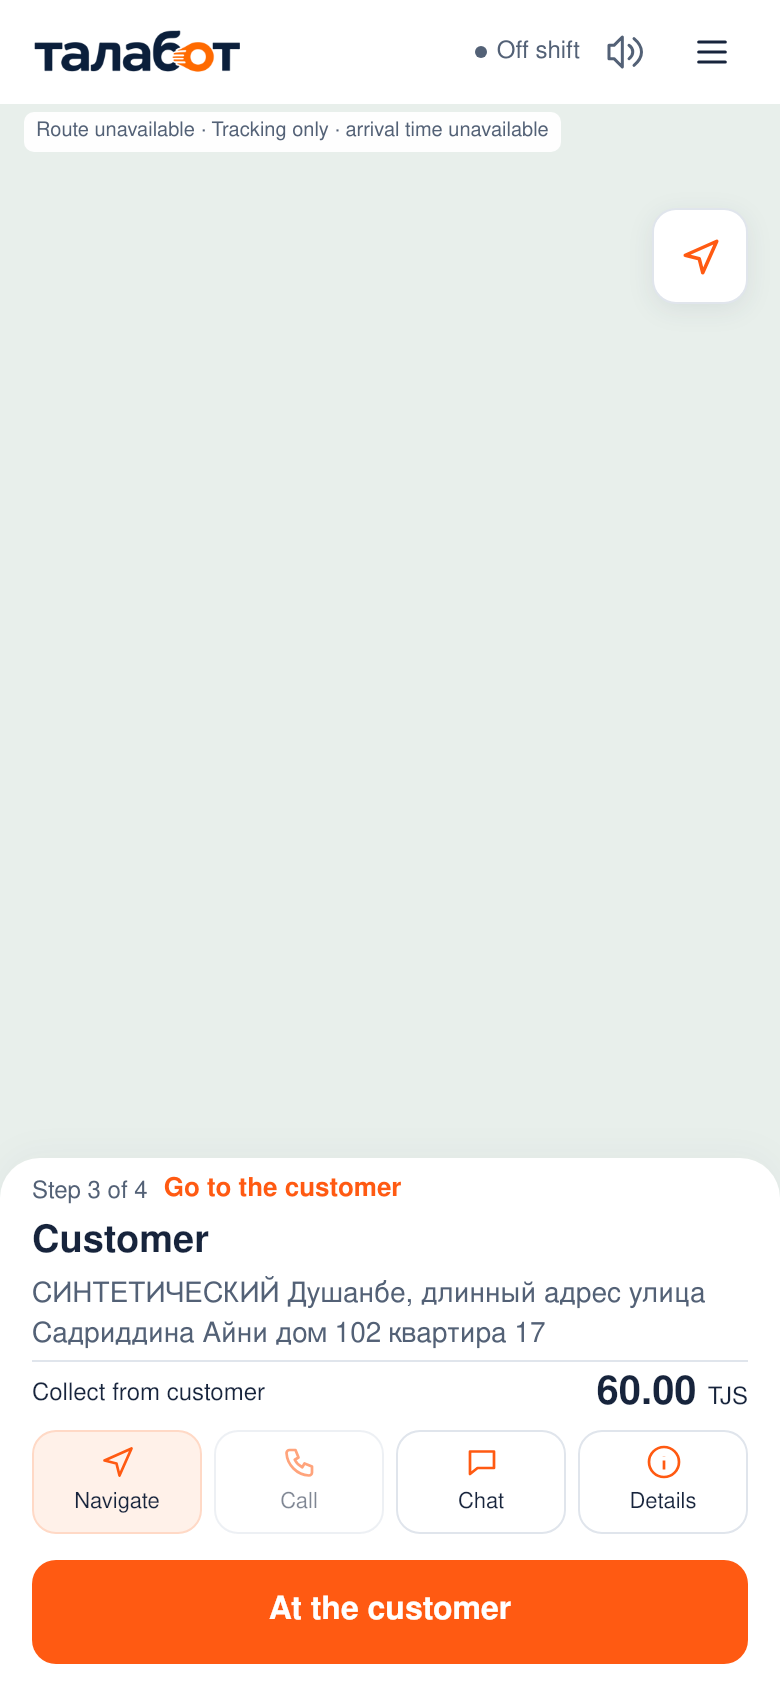 талабот
Off shift
Route unavailable · Tracking only · arrival time unavailable
Step 3 of 4 Go to the customer
Customer
СИНТЕТИЧЕСКИЙ Душанбе, длинный адрес улица
Садриддина Айни дом 102 квартира 17
Collect from customer 60.00 TJS
Navigate Call Chat Details
At the customer